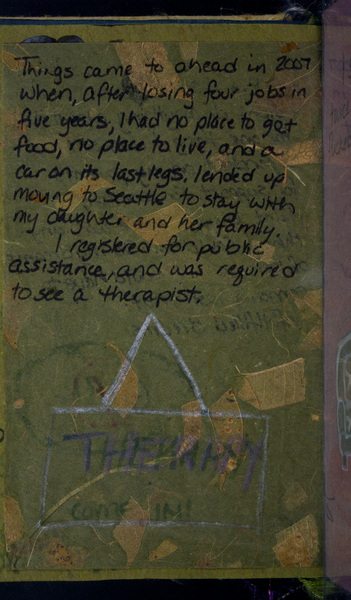 Things came to ahead in 2007
when, after losing four jobs in
five years, I had no place to get
food, no place to live, and a
car on its last legs. I ended up
moving to Seattle to stay with
my daughter and her family.
I registered for public
assistance, and was required
to see a therapist.
THERAPY
COME IN!